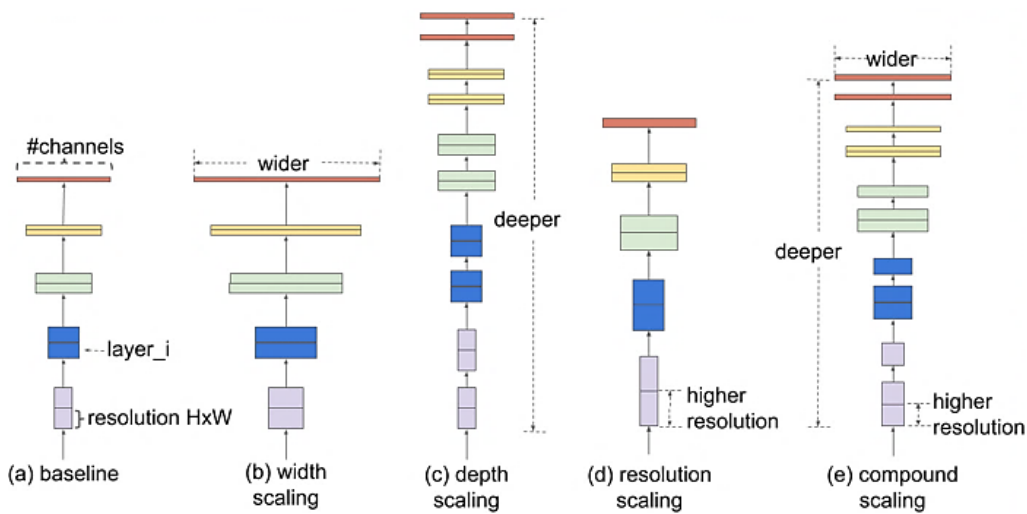 #channels
layer_i
resolution HxW
(a) baseline
wider
(b) width
scaling
deeper
(c) depth
scaling
higher
resolution
(d) resolution
scaling
wider
deeper
higher
resolution
(e) compound
scaling